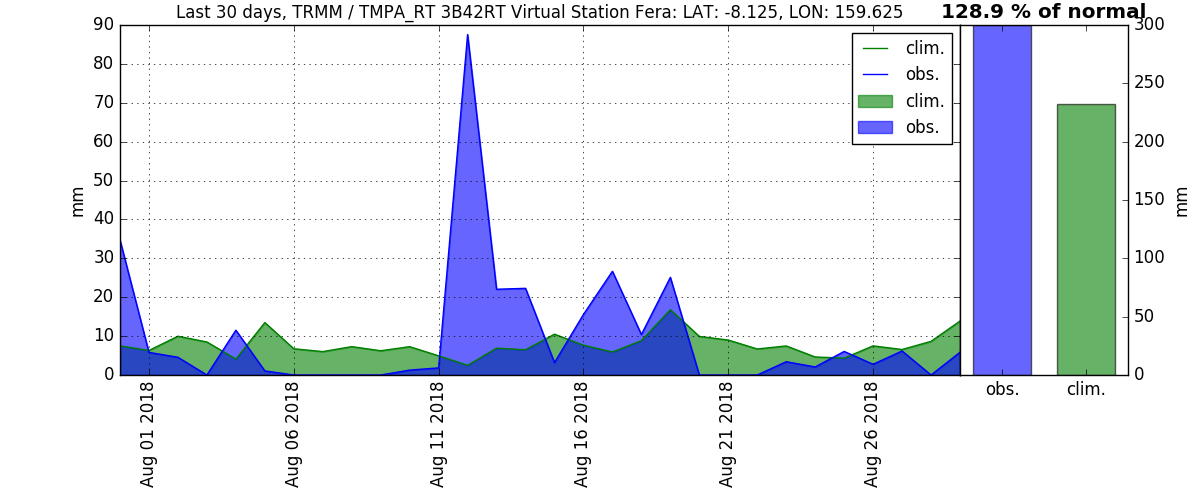 Last 30 days, TRMM / TMPA_RT 3B42RT Virtual Station Fera: LAT: -8.125, LON: 159.625
128.9 % of normal
90
80
70
60
50
40
30
20
10
0
mm
clim.
obs.
clim.
obs.
Aug 01 2018
Aug 06 2018
Aug 11 2018
Aug 16 2018
Aug 21 2018
Aug 26 2018
300
250
200
150
100
50
0
mm
obs.
clim.